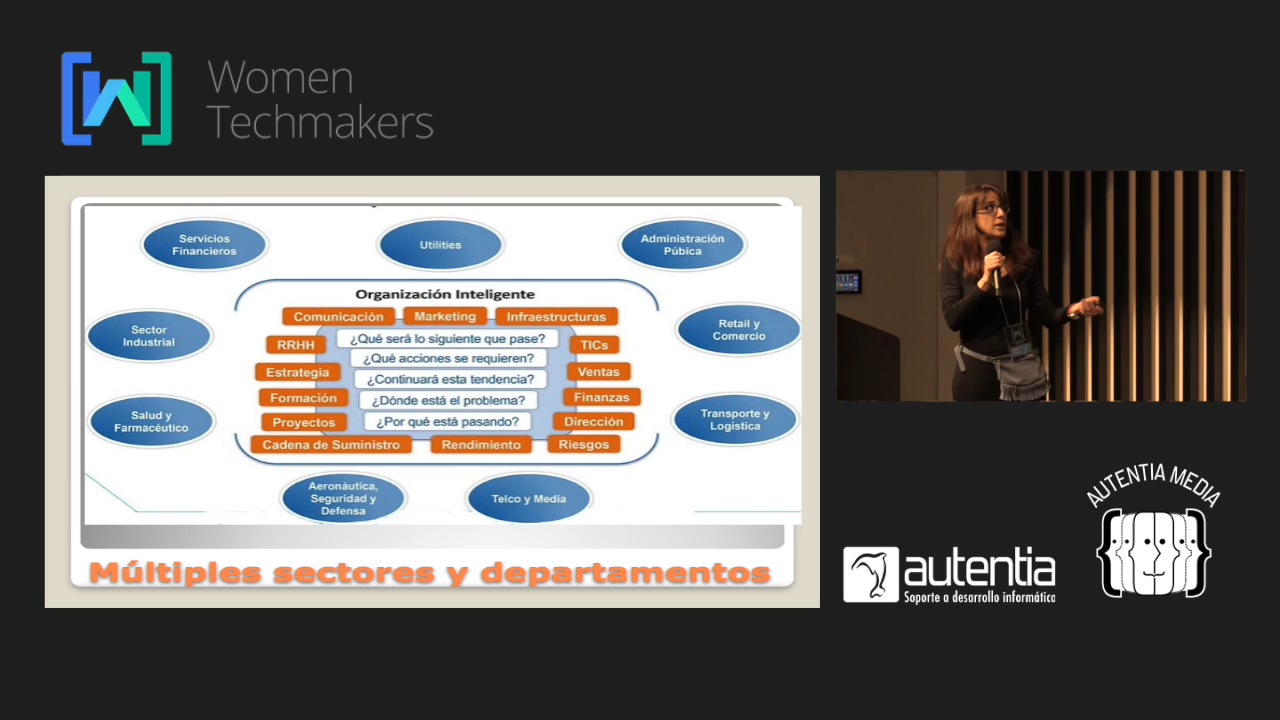 Women
Techmakers
Servicios
Financieros
Utilities
Administración
Púbica
Organización Inteligente
Comunicación
Marketing
Infraestructuras
Sector
Industrial
RRHH
¿Qué será lo siguiente que pase?
TICs
Retail y
Comercio
¿Qué acciones se requieren?
Estrategia
¿Continuará esta tendencia?
Ventas
Formación
¿Dónde está el problema?
Finanzas
Salud y
Farmacéutico
Proyectos
¿Por qué está pasando?
Dirección
Transporte y
Logística
Cadena de Suministro
Rendimiento
Riesgos
Aeronáutica,
Seguridad y
Defensa
Telco y Media
Múltiples sectores y departamentos
AUTENTIA MEDIA
autentia
Soporte a desarrollo informática